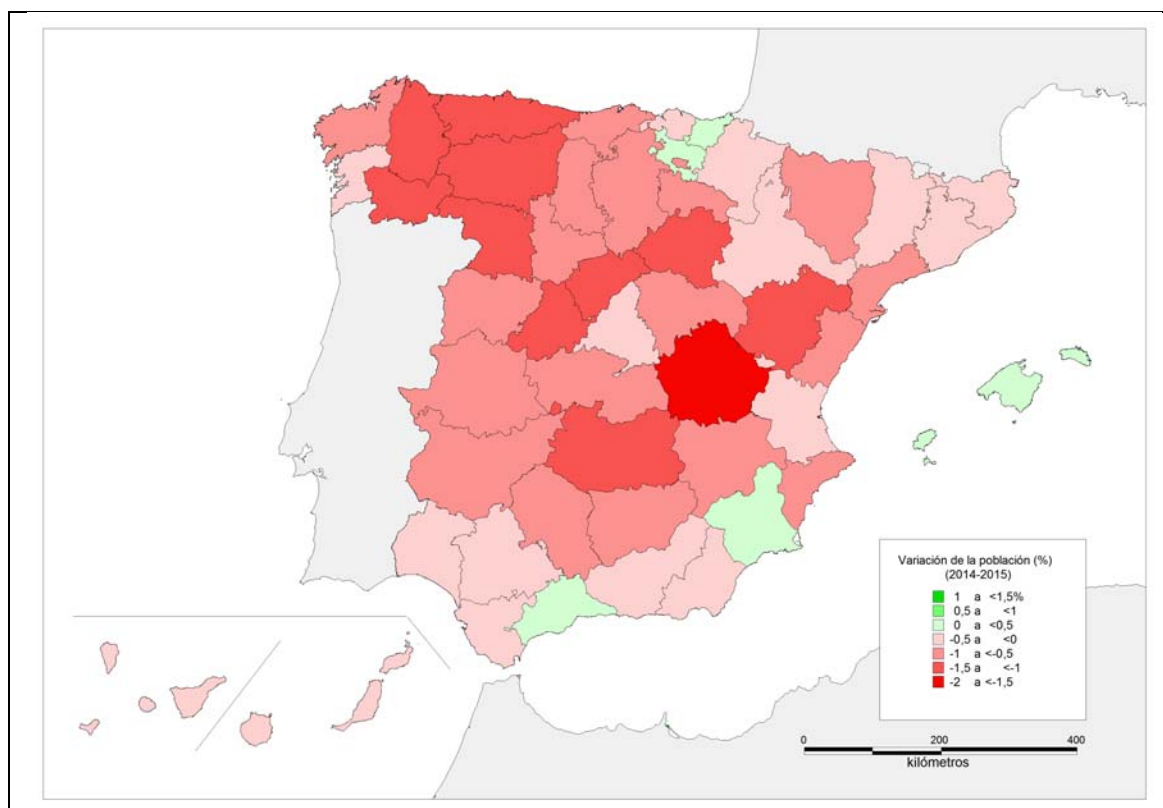 Variación de la población (%)
(2014-2015)
1 a <1,5%
0,5 a <1
0 a <0,5
-0,5 a <0
-1 a <-0,5
-1,5 a <-1
-2 a <-1,5
0 200 400
kilómetros